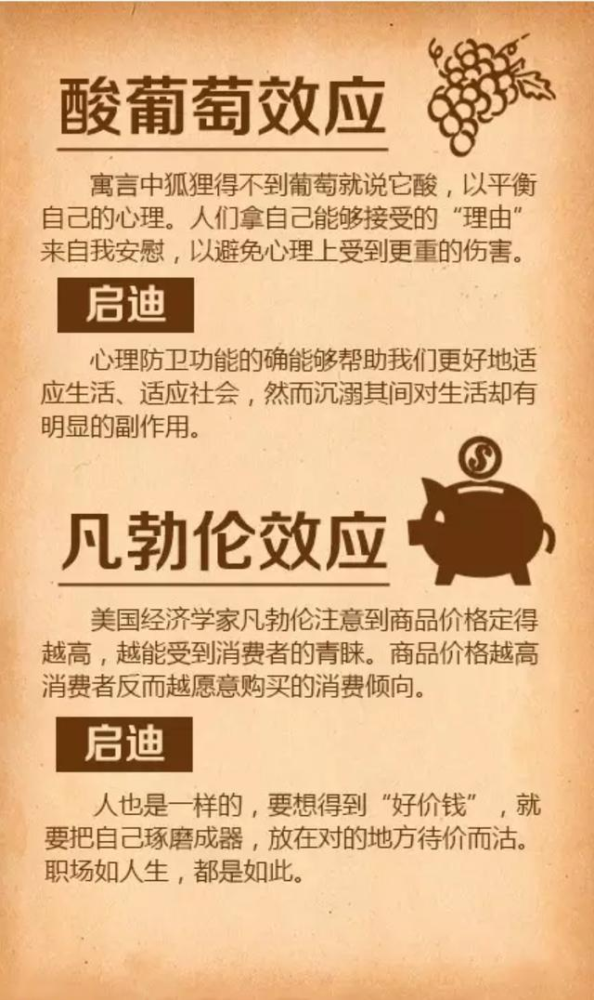 酸葡萄效应
寓言中狐狸得不到葡萄就说它酸，以平衡
自己的心理。人们拿自己能够接受的“理由”
来自我安慰，以避免心理上受到更重的伤害。
启迪
心理防卫功能的确能够帮助我们更好地适
应生活、适应社会，然而沉溺其间对生活却有
明显的副作用。
凡勃伦效应
美国经济学家凡勃伦注意到商品价格定得
越高，越能受到消费者的青睐。商品价格越高
消费者反而越愿意购买的消费倾向。
启迪
人也是一样的，要想得到“好价钱”，就
要把自己琢磨成器，放在对的地方待价而沽。
职场如人生，都是如此。